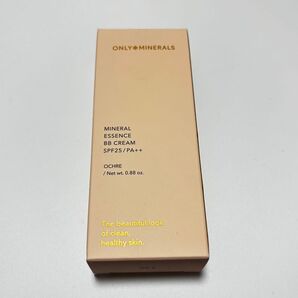 ONLY✽MINERALS
MINERAL
ESSENCE
BB CREAM
SPF25/PA++
OCHRE
/ Net wt. 0.88 oz.
The beautiful look
of clean,
healthy skin.